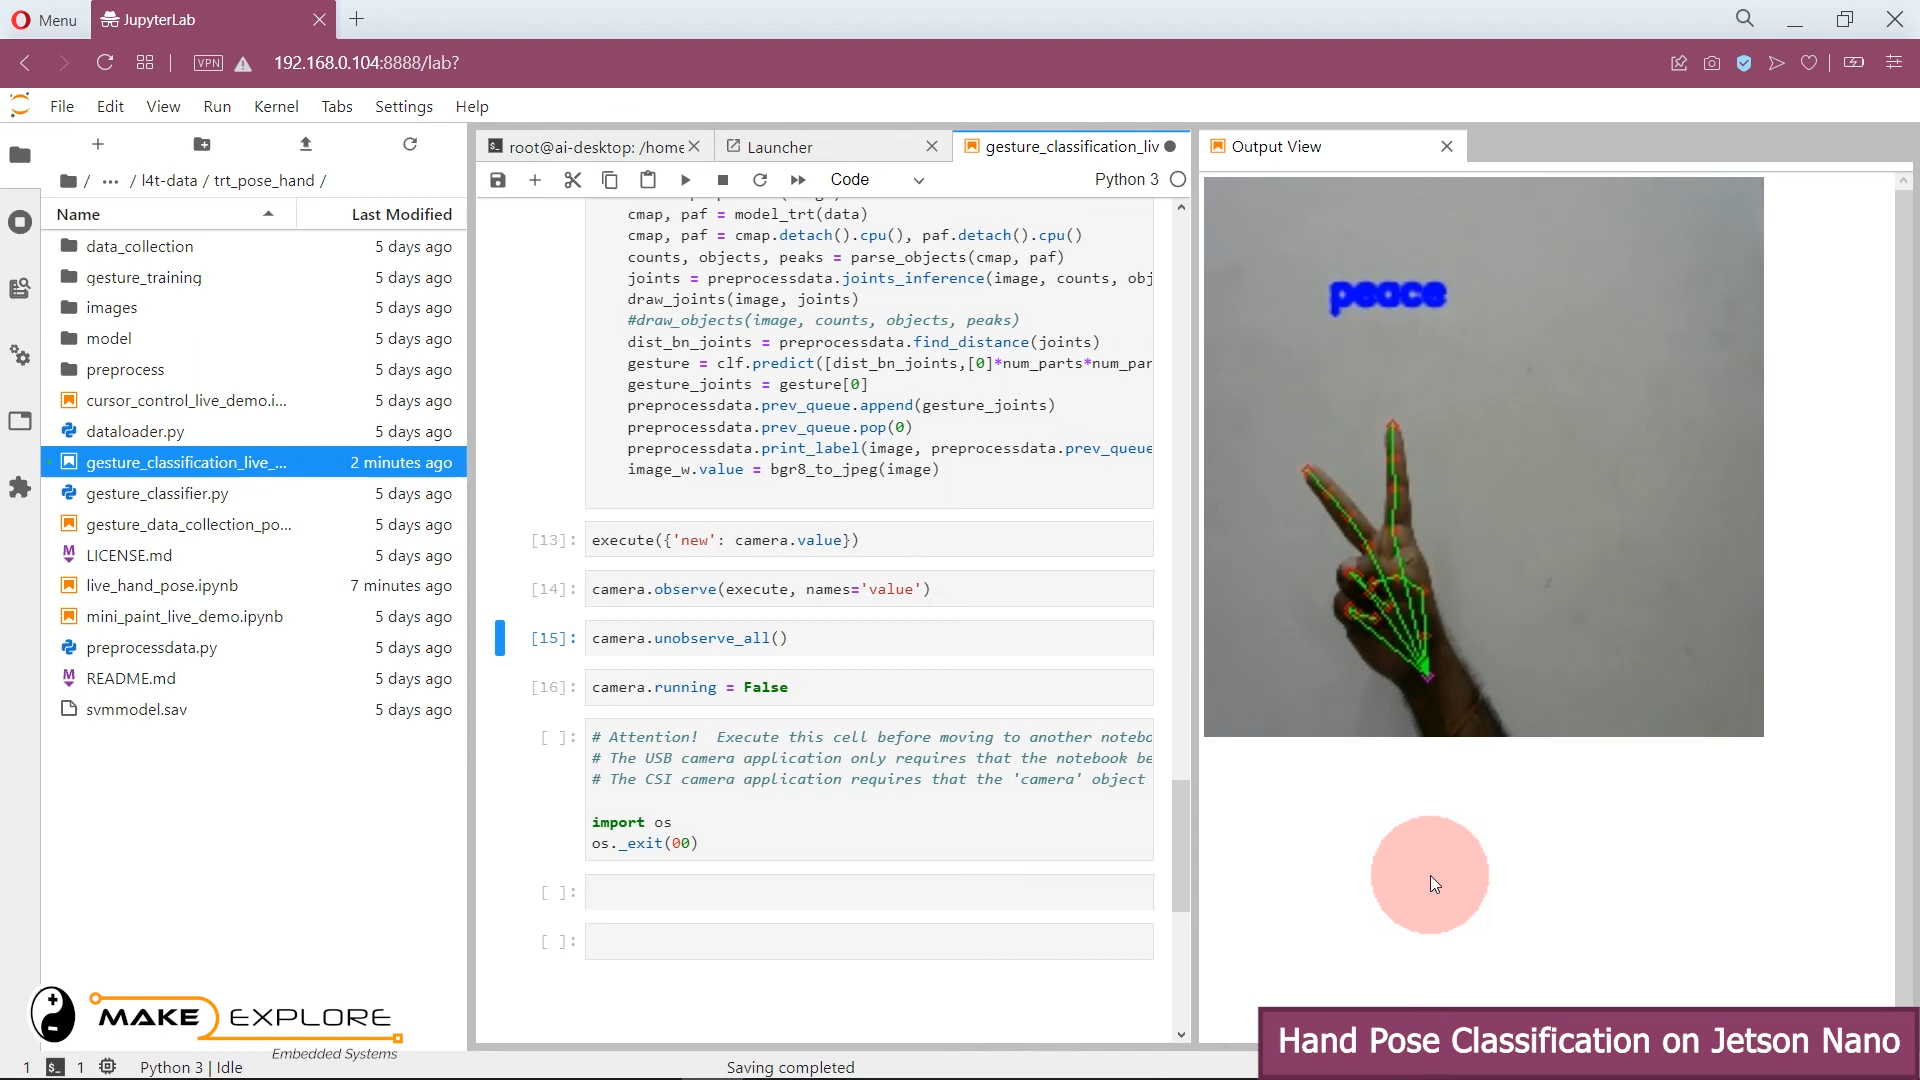 Menu
JupyterLab
VPN
192.168.0.104:8888/lab?
File Edit View Run Kernel Tabs Settings Help
/ ··· / l4t-data / trt_pose_hand /
Name Last Modified
data_collection 5 days ago
gesture_training 5 days ago
images 5 days ago
model 5 days ago
preprocess 5 days ago
cursor_control_live_demo.i... 5 days ago
dataloader.py 5 days ago
gesture_classification_live_... 2 minutes ago
gesture_classifier.py 5 days ago
gesture_data_collection_po... 5 days ago
LICENSE.md 5 days ago
live_hand_pose.ipynb 7 minutes ago
mini_paint_live_demo.ipynb 5 days ago
preprocessdata.py 5 days ago
README.md 5 days ago
svmmodel.sav 5 days ago
root@ai-desktop: /home
Launcher
gesture_classification_liv
Code
Python 3
cmap, paf = model_trt(data)
cmap, paf = cmap.detach().cpu(), paf.detach().cpu()
counts, objects, peaks = parse_objects(cmap, paf)
joints = preprocessdata.joints_inference(image, counts, obj
draw_joints(image, joints)
#draw_objects(image, counts, objects, peaks)
dist_bn_joints = preprocessdata.find_distance(joints)
gesture = clf.predict([dist_bn_joints,[0]*num_parts*num_par
gesture_joints = gesture[0]
preprocessdata.prev_queue.append(gesture_joints)
preprocessdata.prev_queue.pop(0)
preprocessdata.print_label(image, preprocessdata.prev_queue
image_w.value = bgr8_to_jpeg(image)
[13]: execute({'new': camera.value})
[14]: camera.observe(execute, names='value')
[15]: camera.unobserve_all()
[16]: camera.running = False
[ ]: # Attention!  Execute this cell before moving to another notebo
# The USB camera application only requires that the notebook be
# The CSI camera application requires that the 'camera' object
import os
os._exit(00)
[ ]:
[ ]:
Output View
peace
MAKE EXPLORE
Embedded Systems
Hand Pose Classification on Jetson Nano
1 1 Python 3 | Idle
Saving completed